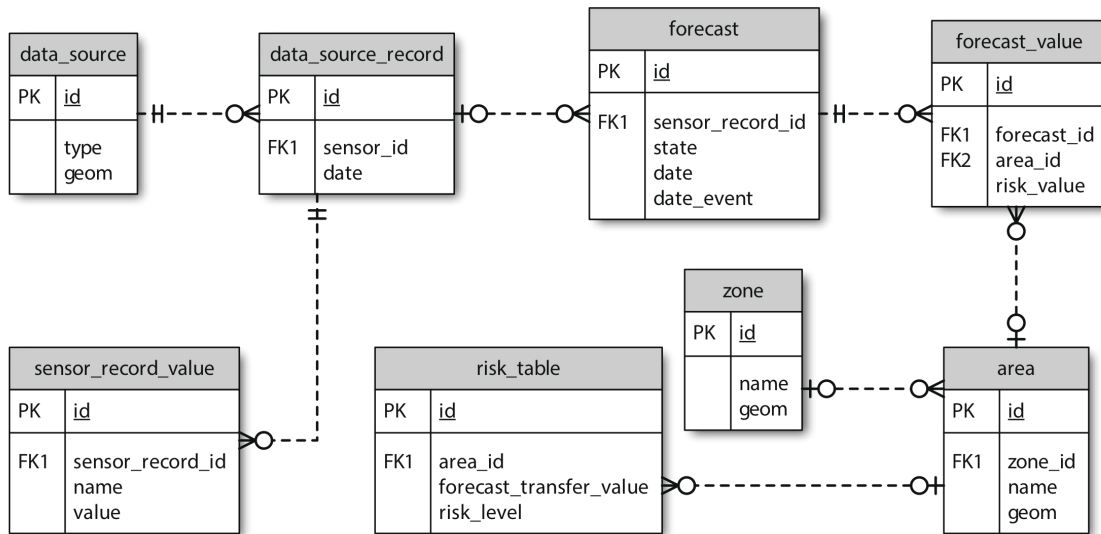 data_source
PK id
type
geom
data_source_record
PK id
FK1 sensor_id
date
forecast
PK id
FK1 sensor_record_id
state
date
date_event
forecast_value
PK id
FK1 forecast_id
FK2 area_id
risk_value
sensor_record_value
PK id
FK1 sensor_record_id
name
value
risk_table
PK id
FK1 area_id
forecast_transfer_value
risk_level
zone
PK id
name
geom
area
PK id
FK1 zone_id
name
geom